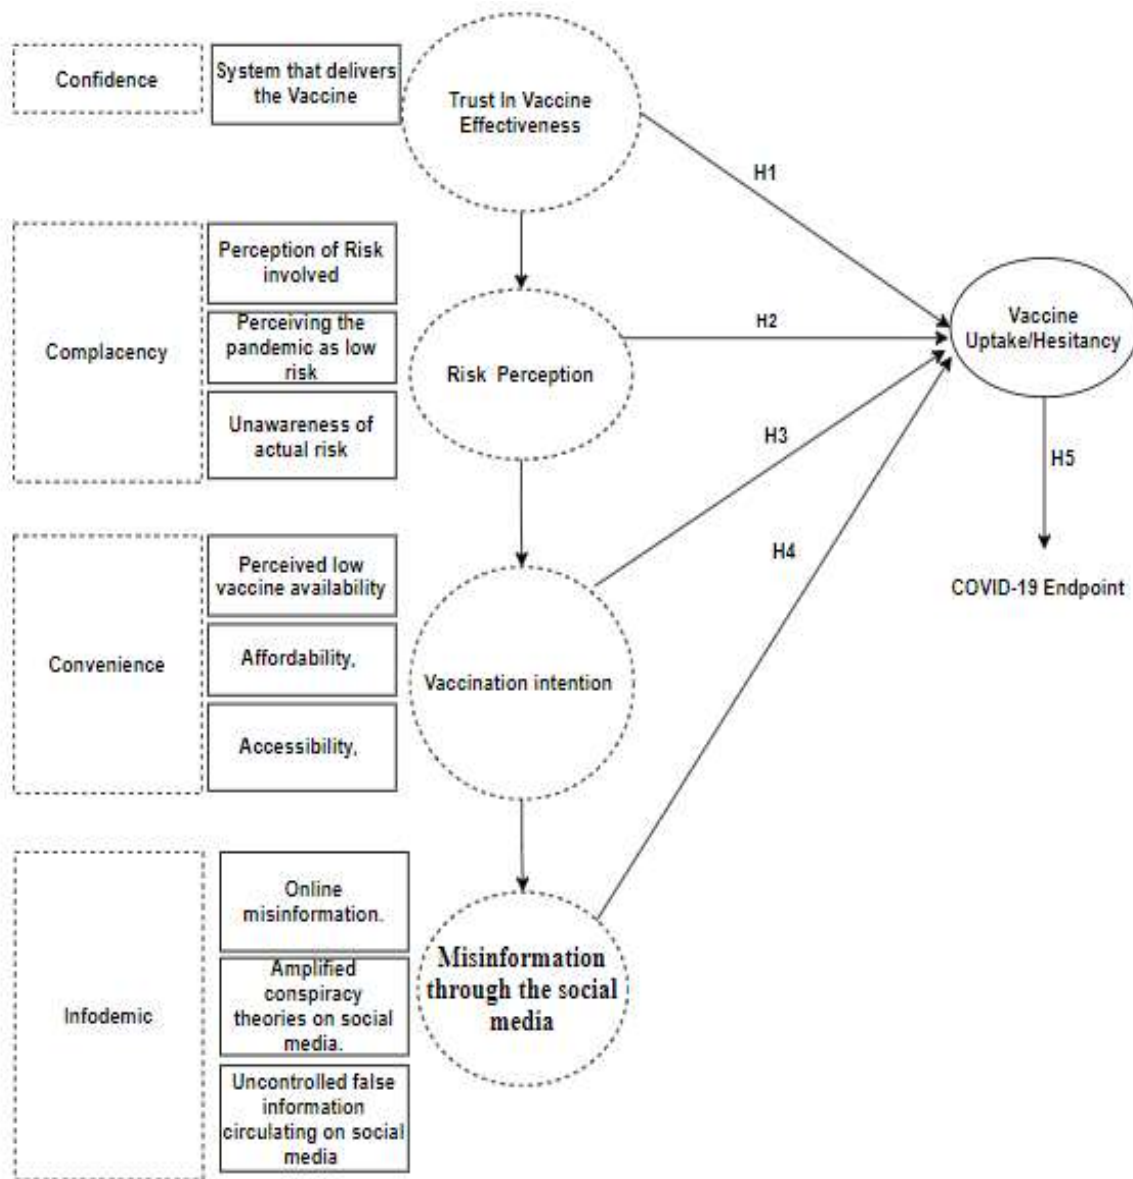 Confidence
System that delivers
the Vaccine
Trust In Vaccine
Effectiveness
H1
Complacency
Perception of Risk
involved
Perceiving the
pandemic as low
risk
Unawareness of
actual risk
Risk Perception
H2
Vaccine
Uptake/Hesitancy
H3
H5
H4
COVID-19 Endpoint
Convenience
Perceived low
vaccine availability
Affordability,
Accessibility,
Vaccination intention
Infodemic
Online
misinformation.
Amplified
conspiracy
theories on social
media.
Uncontrolled false
information
circulating on social
media
Misinformation
through the social
media